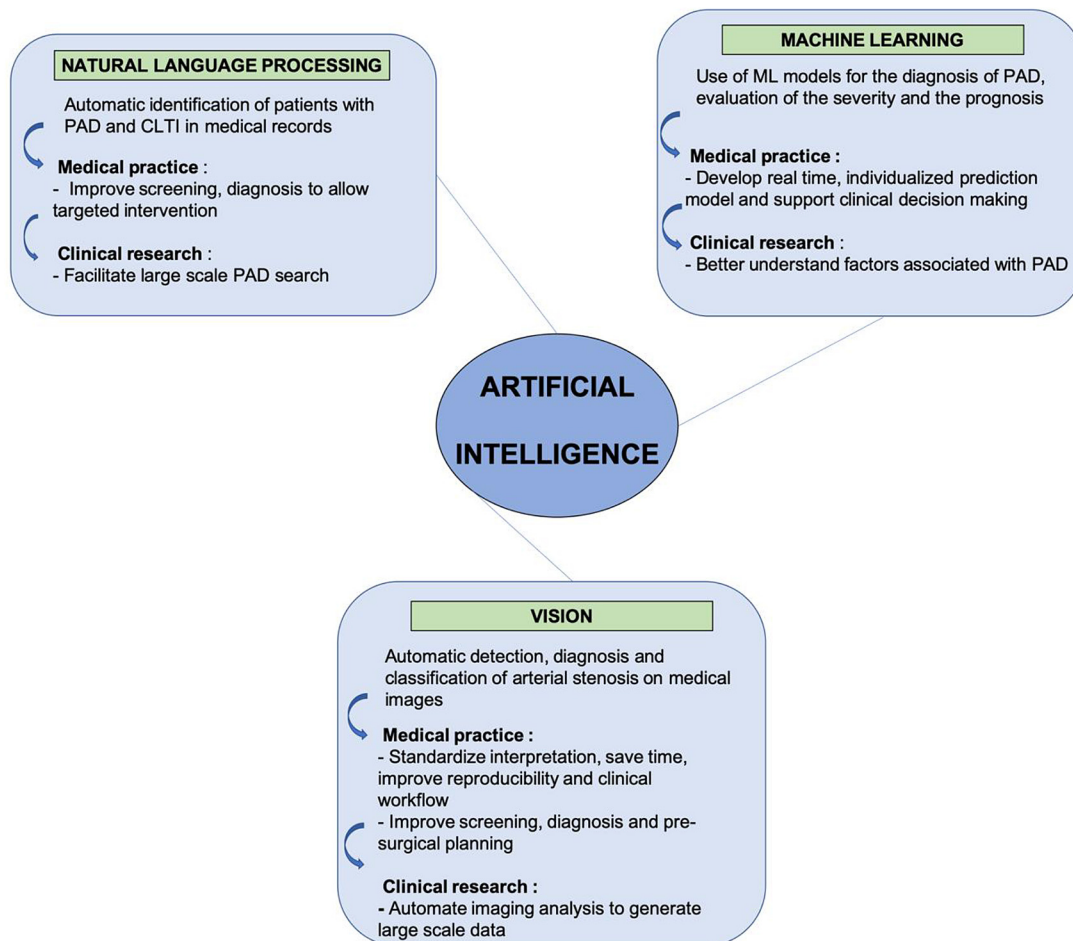 NATURAL LANGUAGE PROCESSING
Automatic identification of patients with
PAD and CLTI in medical records
Medical practice :
- Improve screening, diagnosis to allow
targeted intervention
Clinical research :
- Facilitate large scale PAD search
MACHINE LEARNING
Use of ML models for the diagnosis of PAD,
evaluation of the severity and the prognosis
Medical practice :
- Develop real time, individualized prediction
model and support clinical decision making
Clinical research :
- Better understand factors associated with PAD
ARTIFICIAL
INTELLIGENCE
VISION
Automatic detection, diagnosis and
classification of arterial stenosis on medical
images
Medical practice :
- Standardize interpretation, save time,
improve reproducibility and clinical
workflow
- Improve screening, diagnosis and pre-
surgical planning
Clinical research :
- Automate imaging analysis to generate
large scale data